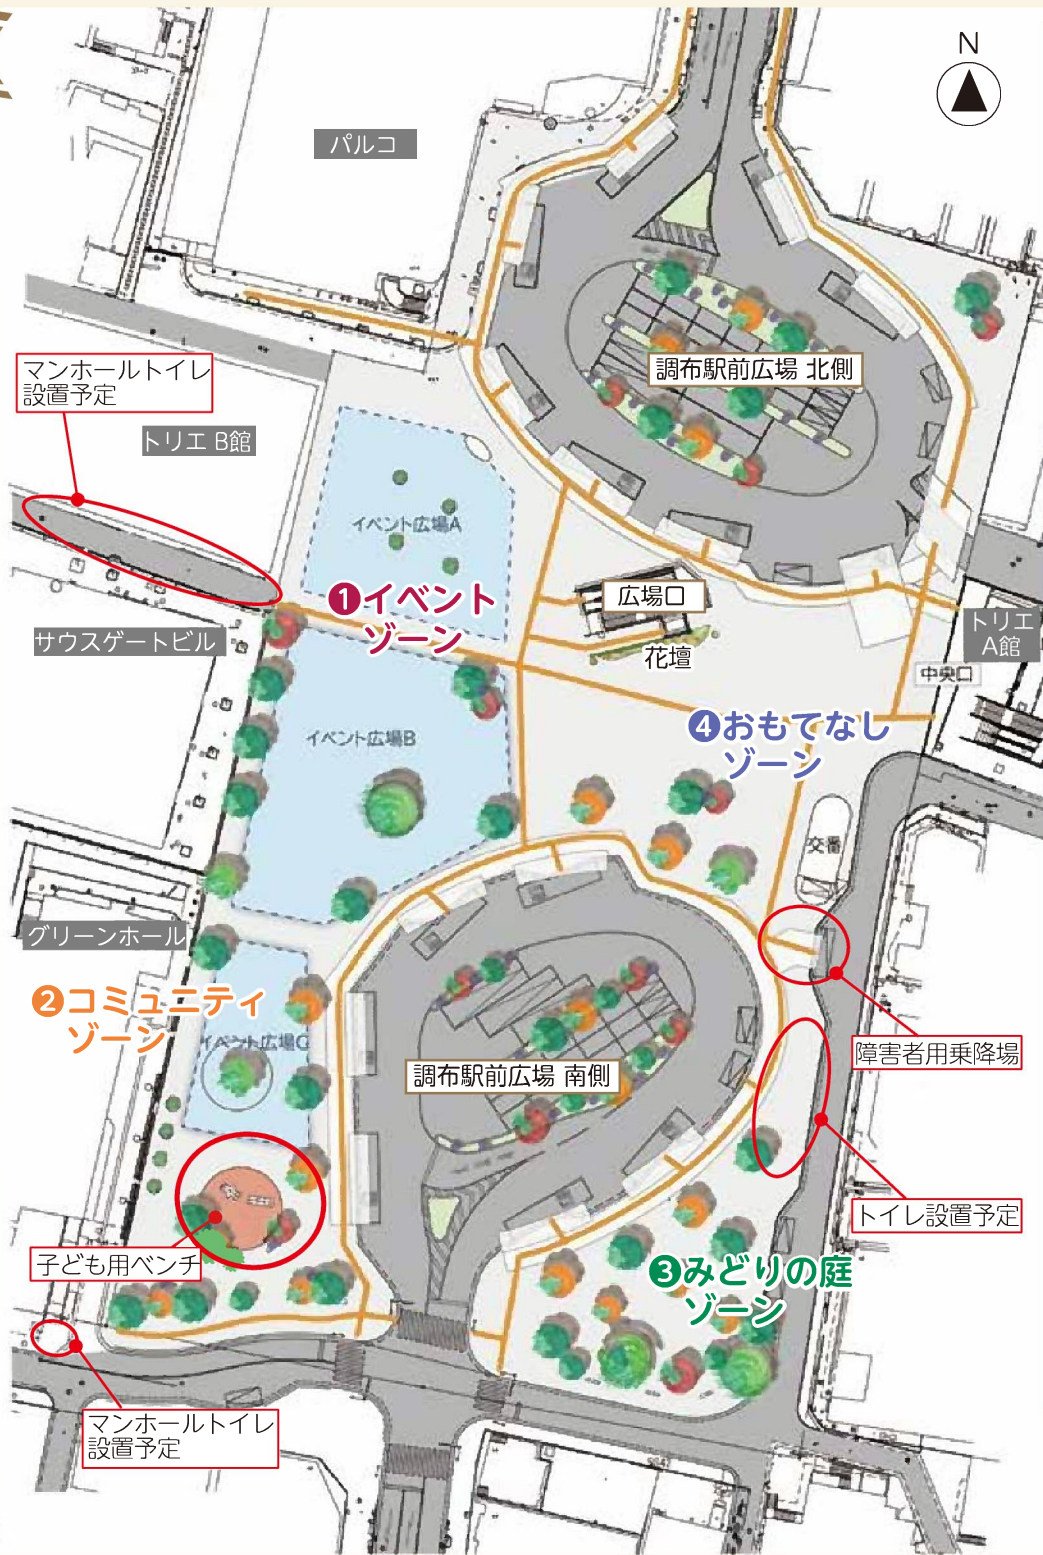 N
パルコ
調布駅前広場 北側
マンホールトイレ
設置予定
トリエ B館
イベント広場A
❶イベント
ゾーン
広場口
花壇
トリエ
A館
中央口
サウスゲートビル
❹おもてなし
ゾーン
イベント広場B
交番
グリーンホール
❷コミュニティ
ゾーン
イベント広場C
調布駅前広場 南側
障害者用乗降場
トイレ設置予定
子ども用ベンチ
❸みどりの庭
ゾーン
マンホールトイレ
設置予定